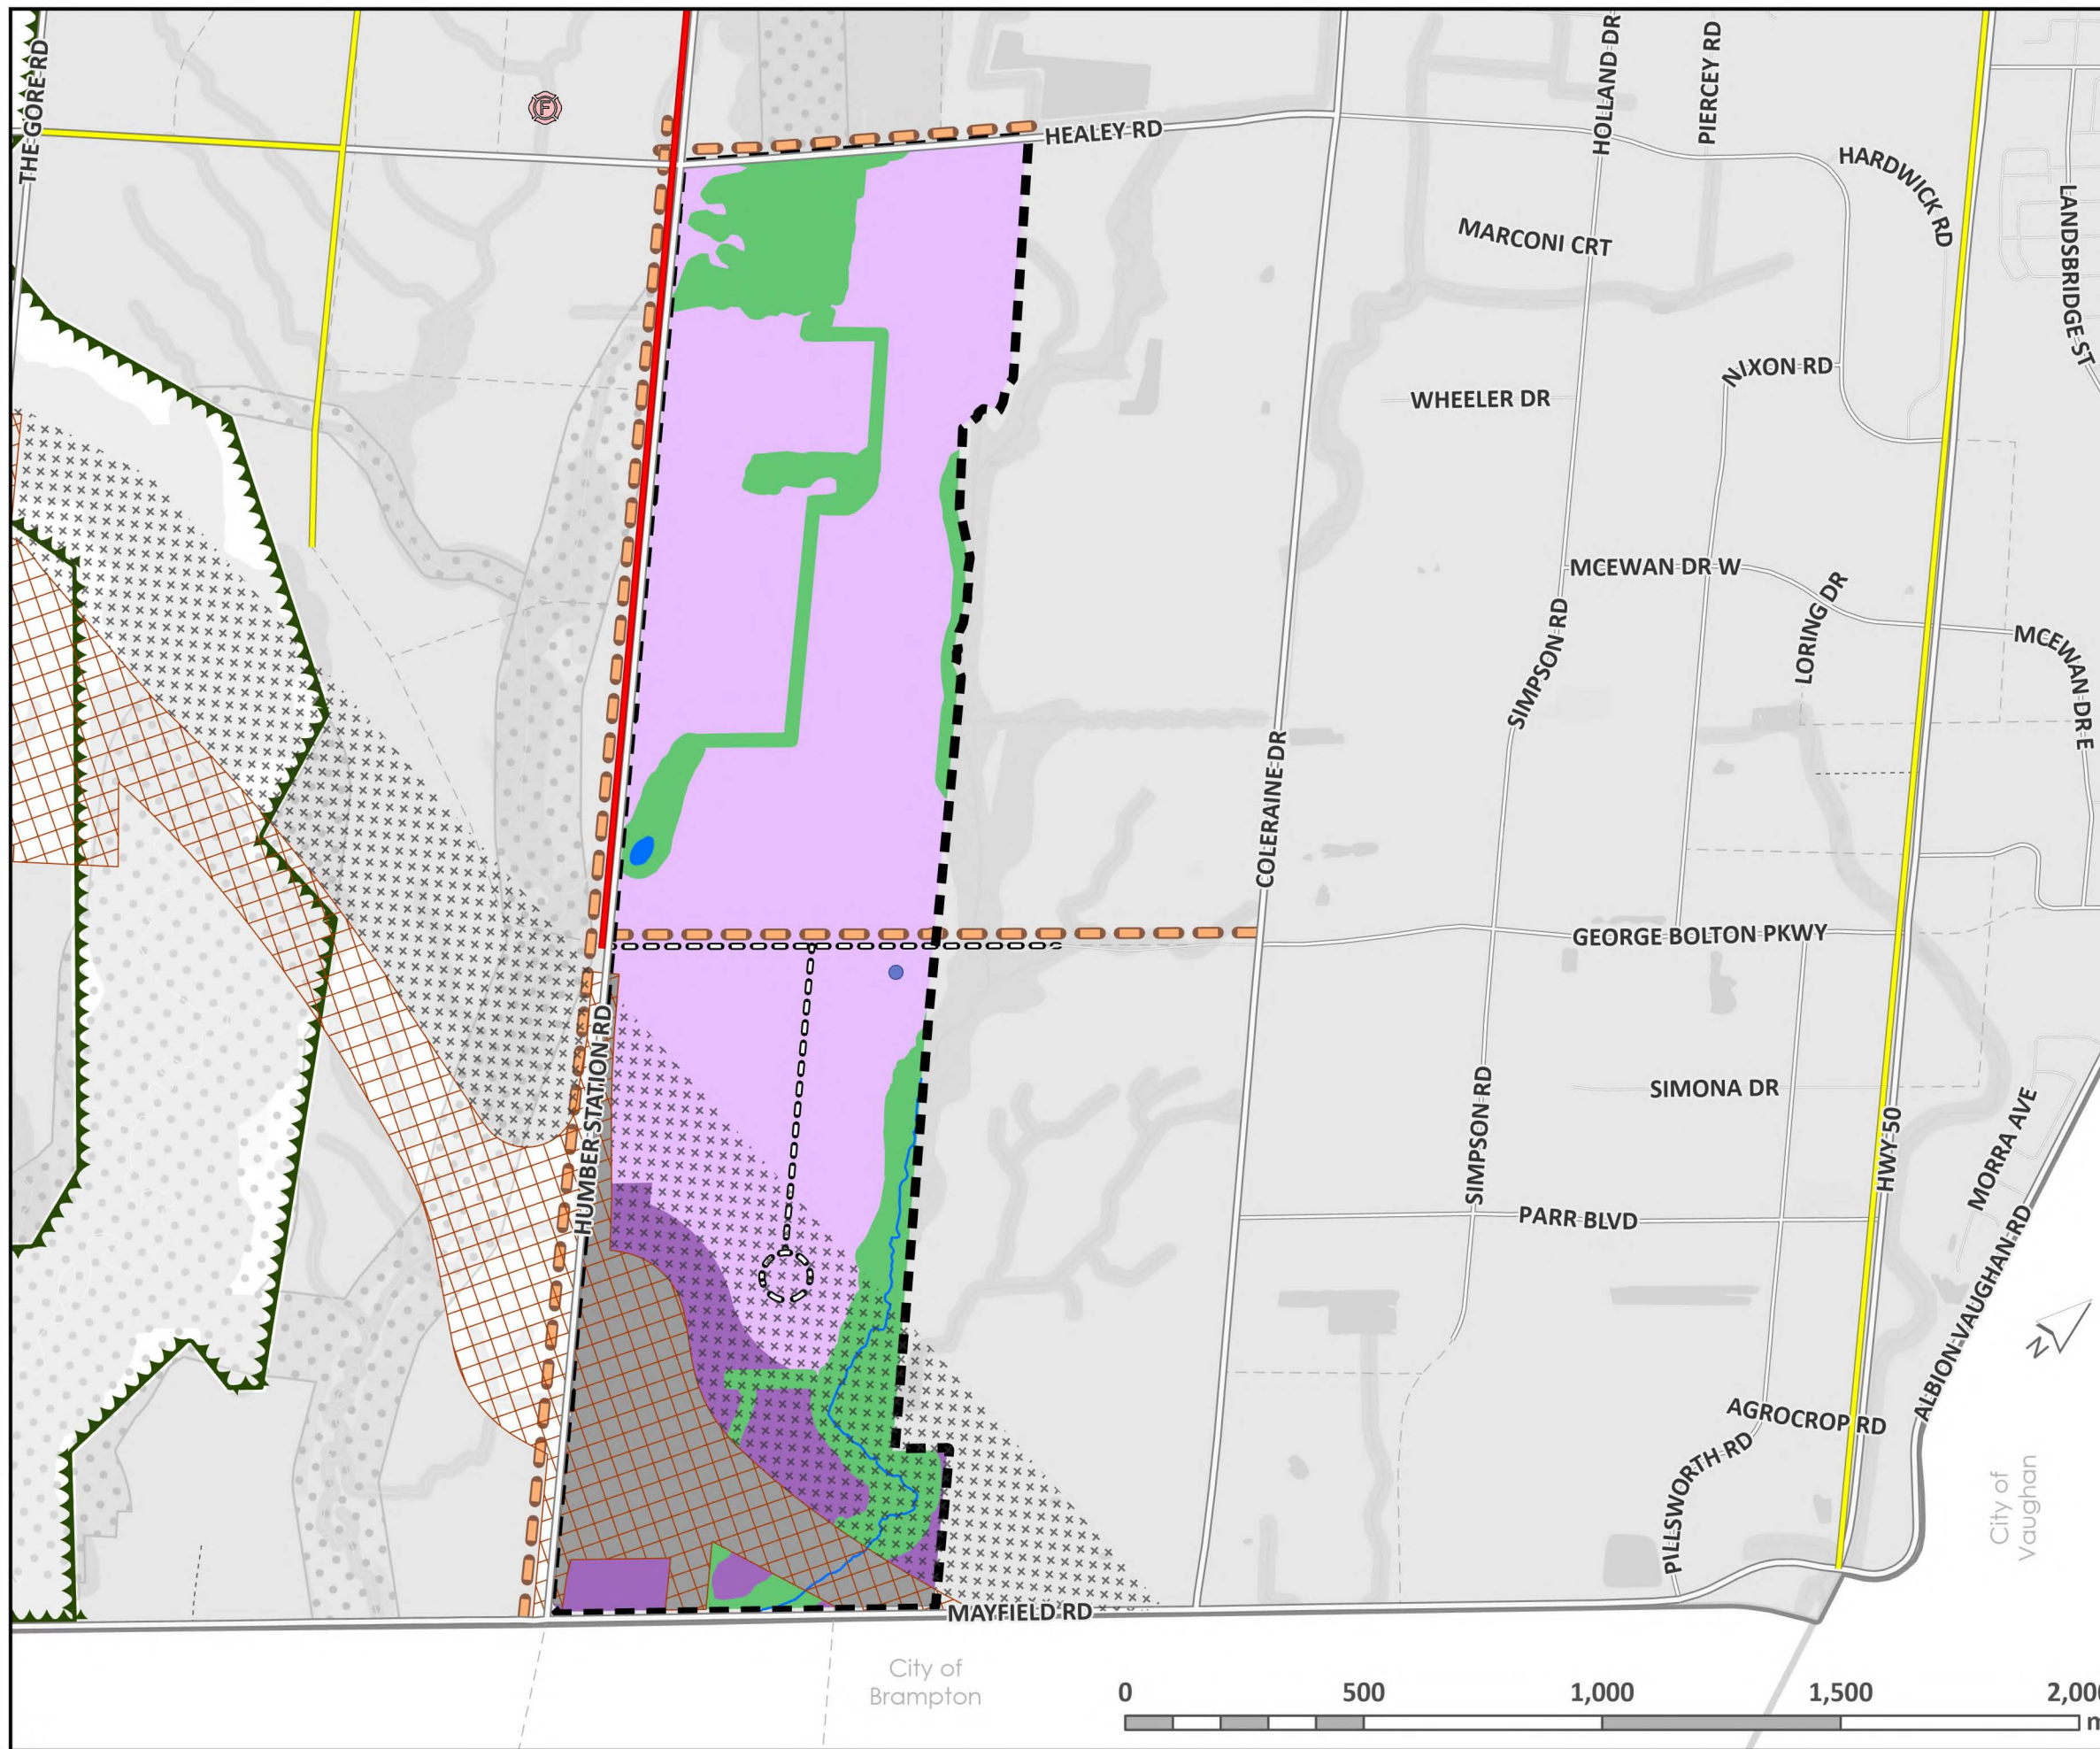 THE GORE RD
F
HEALEY RD
HOLLAND DR
PIERCEY RD
HARDWICK RD
LANDSBRIDGE ST
MARCONI CRT
NIXON RD
WHEELER DR
MCEWAN DR W
LORING DR
MCEWAN DR E
SIMPSON RD
COLERAINE DR
GEORGE BOLTON PKWY
HUMBER STATION RD
SIMONA DR
SIMPSON RD
HWY 50
MORRA AVE
PARR BLVD
ALBION-VAUGHAN RD
N
AGROCROP RD
PILLSWORTH RD
City of
Vaughan
MAYFIELD RD
City of
Brampton
0 500 1,000 1,500 2,00